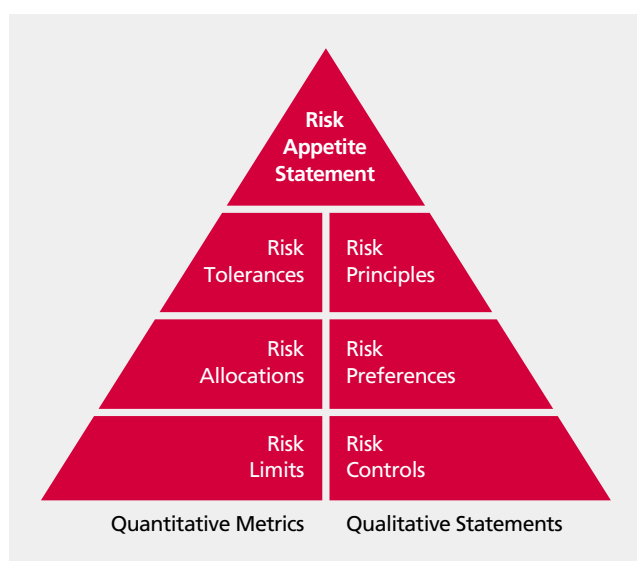 Risk
Appetite
Statement
Risk
Tolerances
Risk
Principles
Risk
Allocations
Risk
Preferences
Risk
Limits
Risk
Controls
Quantitative Metrics
Qualitative Statements